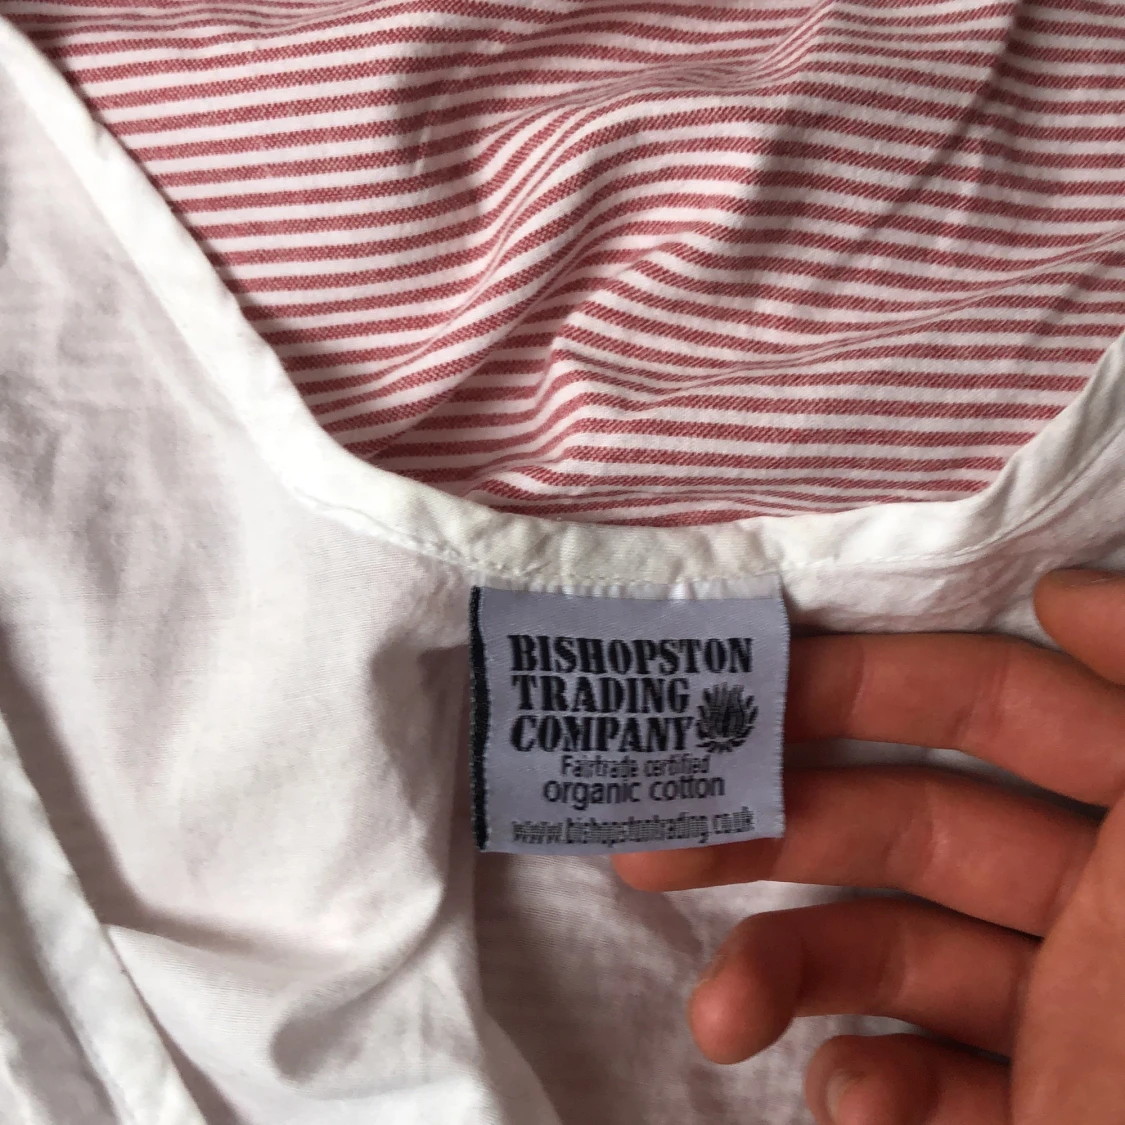 BISHOPSTON
TRADING
COMPANY
Fairtrade certified
organic cotton
www.bishopstontrading.co.uk